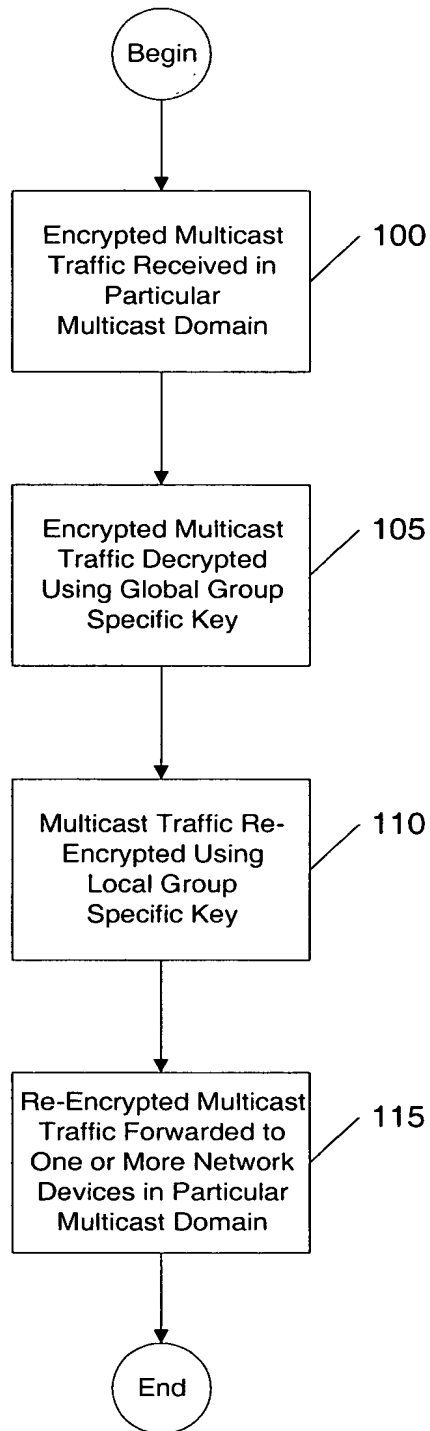 Begin
Encrypted Multicast
Traffic Received in
Particular
Multicast Domain
100
Encrypted Multicast
Traffic Decrypted
Using Global Group
Specific Key
105
Multicast Traffic Re-
Encrypted Using
Local Group
Specific Key
110
Re-Encrypted Multicast
Traffic Forwarded to
One or More Network
Devices in Particular
Multicast Domain
115
End